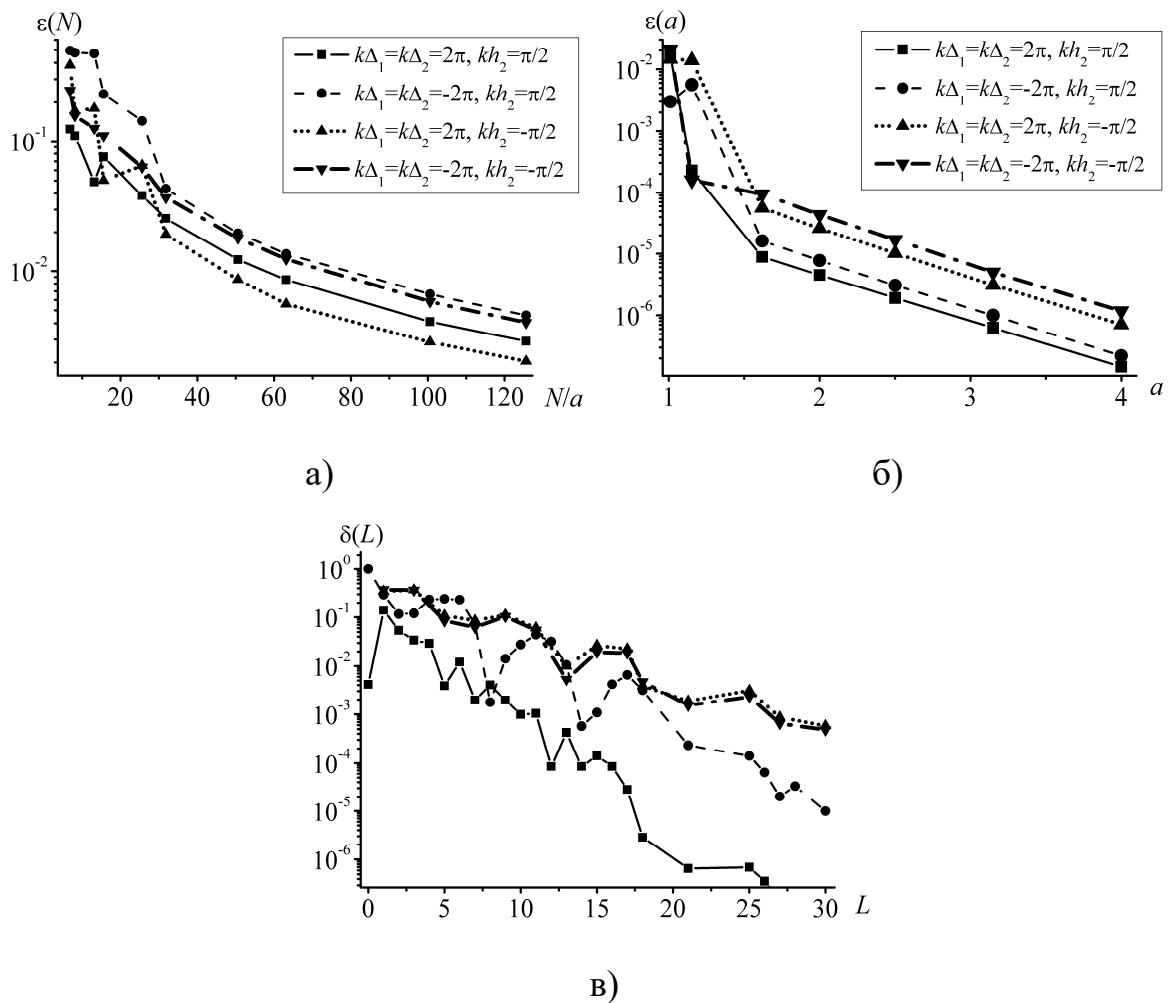 ε(N)
kΔ₁=kΔ₂=2π, kh₂=π/2
kΔ₁=kΔ₂=-2π, kh₂=π/2
kΔ₁=kΔ₂=2π, kh₂=-π/2
kΔ₁=kΔ₂=-2π, kh₂=-π/2
10⁻¹
10⁻²
20 40 60 80 100 120 N/a
а)
ε(a)
kΔ₁=kΔ₂=2π, kh₂=π/2
kΔ₁=kΔ₂=-2π, kh₂=π/2
kΔ₁=kΔ₂=2π, kh₂=-π/2
kΔ₁=kΔ₂=-2π, kh₂=-π/2
10⁻²
10⁻³
10⁻⁴
10⁻⁵
10⁻⁶
1 2 3 4 a
б)
δ(L)
10⁰
10⁻¹
10⁻²
10⁻³
10⁻⁴
10⁻⁵
10⁻⁶
0 5 10 15 20 25 30 L
в)